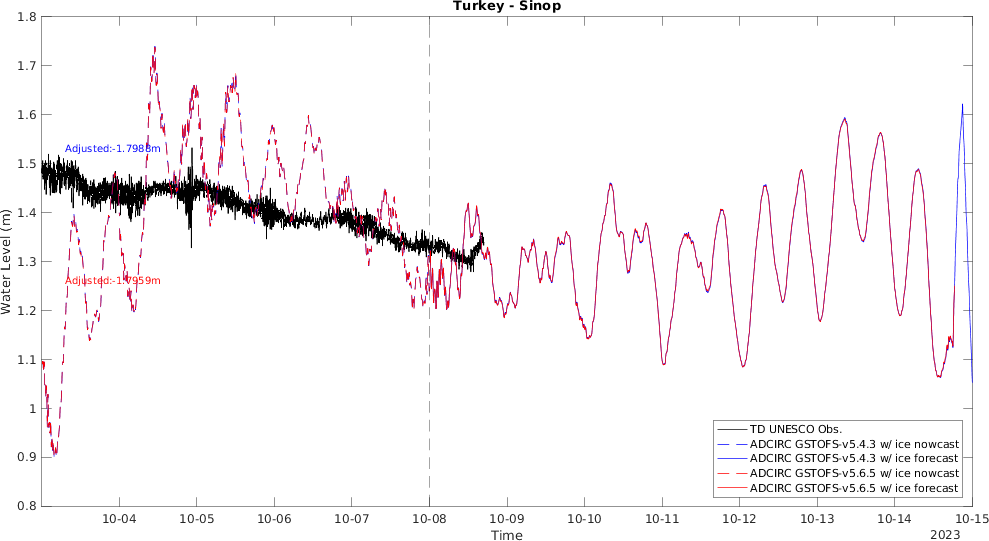 Turkey - Sinop
1.8
1.7
1.6
1.5
1.4
1.3
1.2
1.1
1
0.9
0.8
Water Level (m)
Adjusted:-1.7988m
Adjusted:-1.7959m
TD UNESCO Obs.
ADCIRC GSTOFS-v5.4.3 w/ ice nowcast
ADCIRC GSTOFS-v5.4.3 w/ ice forecast
ADCIRC GSTOFS-v5.6.5 w/ ice nowcast
ADCIRC GSTOFS-v5.6.5 w/ ice forecast
10-04 10-05 10-06 10-07 10-08 10-09 10-10 10-11 10-12 10-13 10-14 10-15
Time
2023